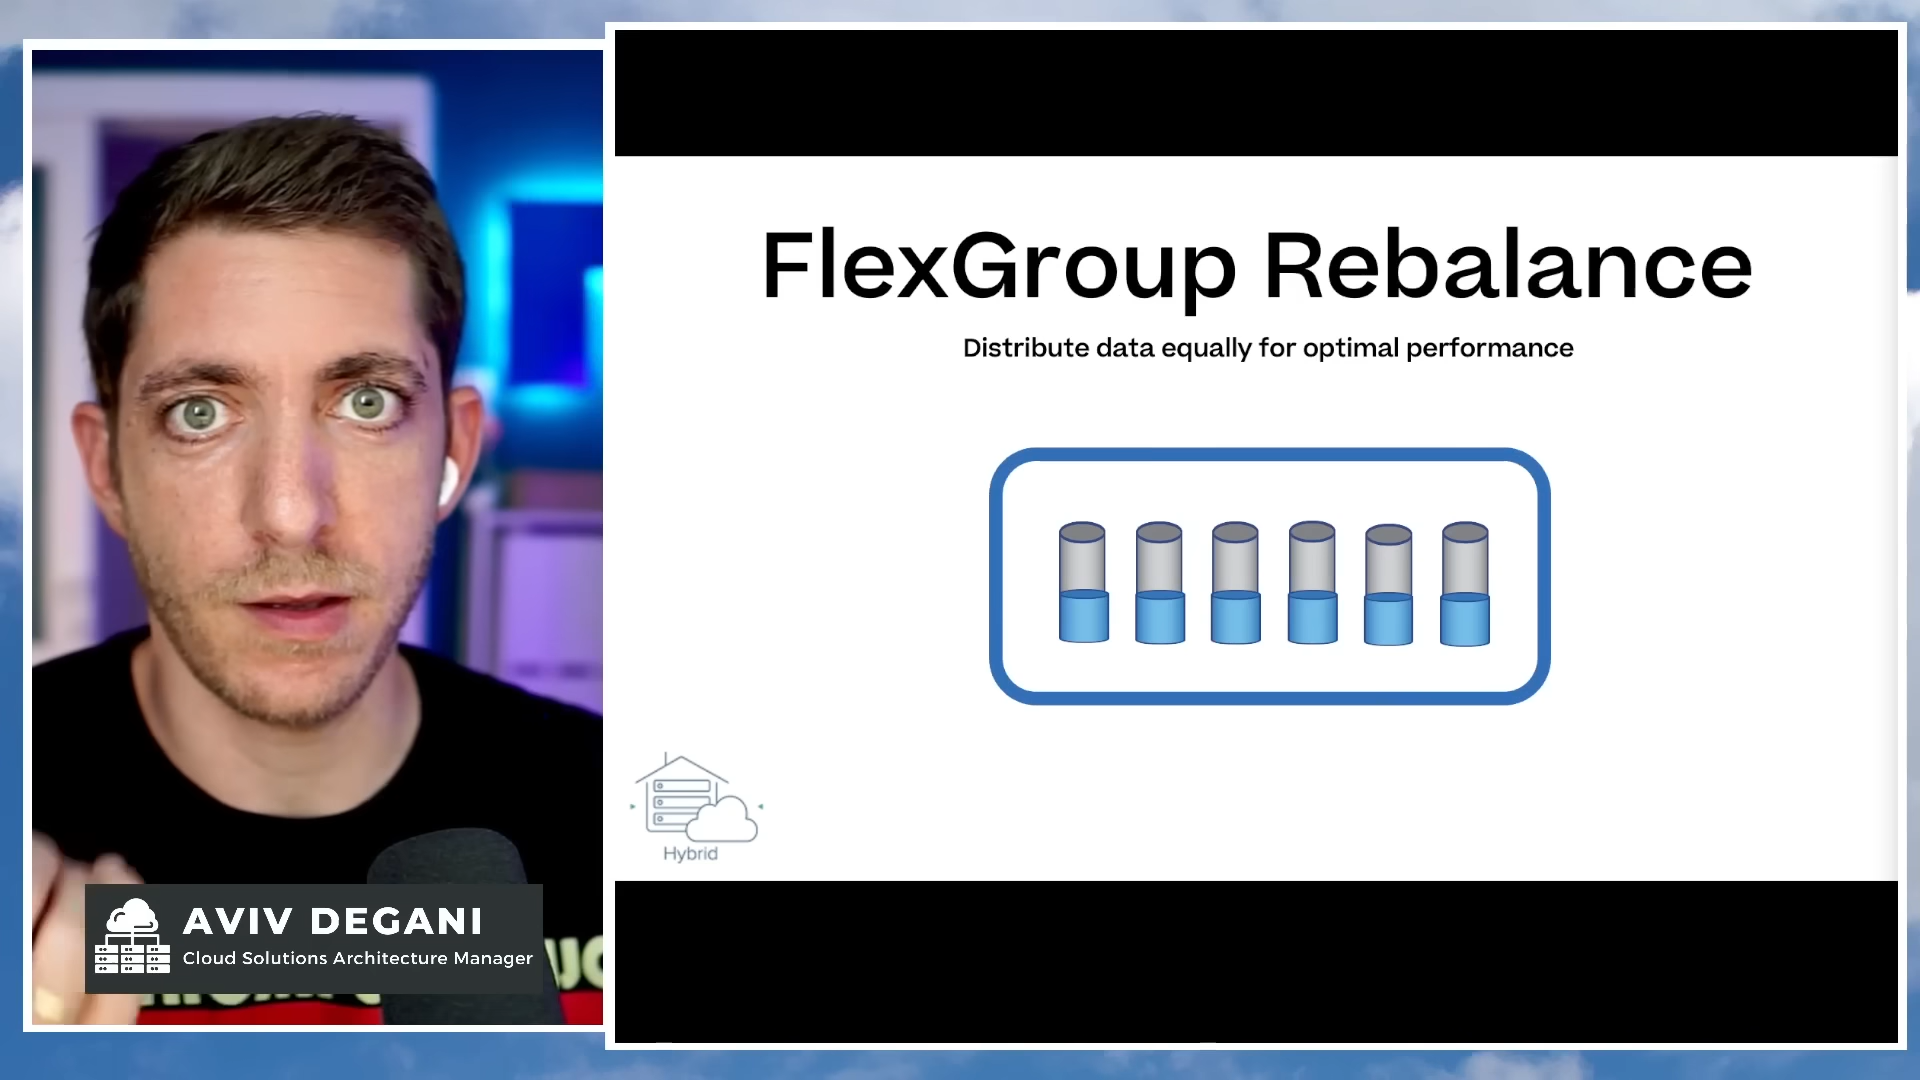 FlexGroup Rebalance
Distribute data equally for optimal performance
Hybrid
AVIV DEGANI
Cloud Solutions Architecture Manager